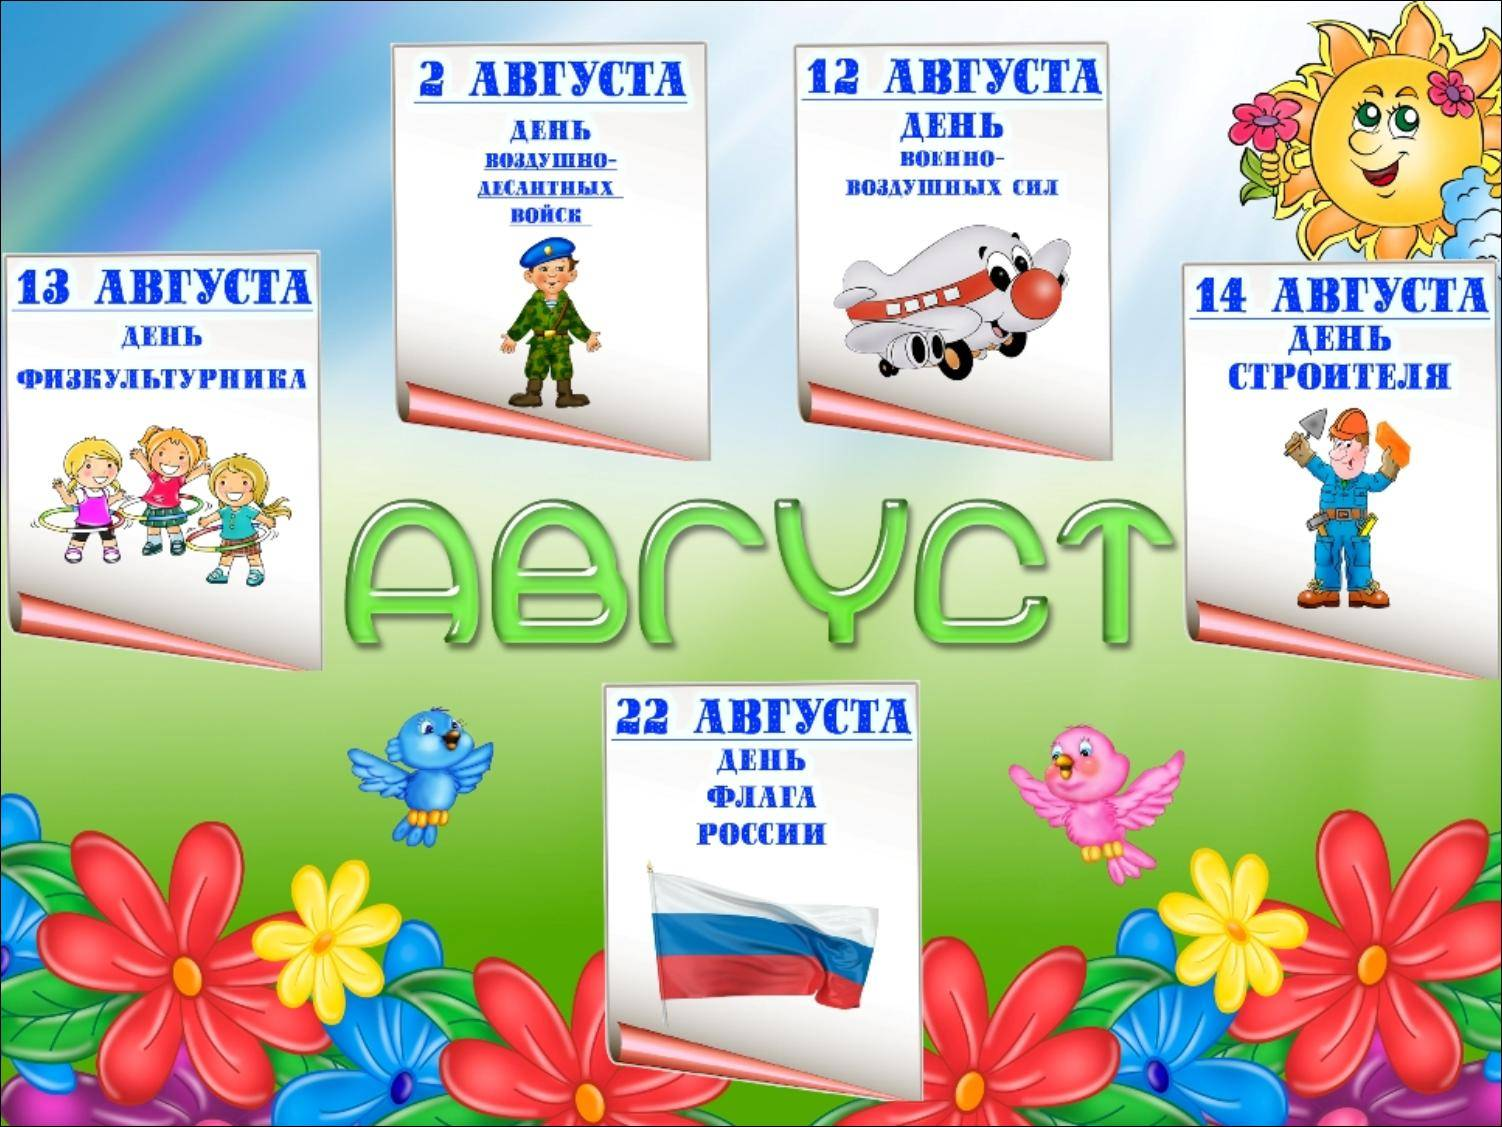 2 АВГУСТА
ДЕНЬ
ВОЗДУШНО-
ДЕСАНТНЫХ
ВОЙСК
12 АВГУСТА
ДЕНЬ
ВОЕННО-
ВОЗДУШНЫХ СИЛ
13 АВГУСТА
ДЕНЬ
ФИЗКУЛЬТУРНИКА
14 АВГУСТА
ДЕНЬ
СТРОИТЕЛЯ
АВГУСТ
22 АВГУСТА
ДЕНЬ
ФЛАГА
РОССИИ